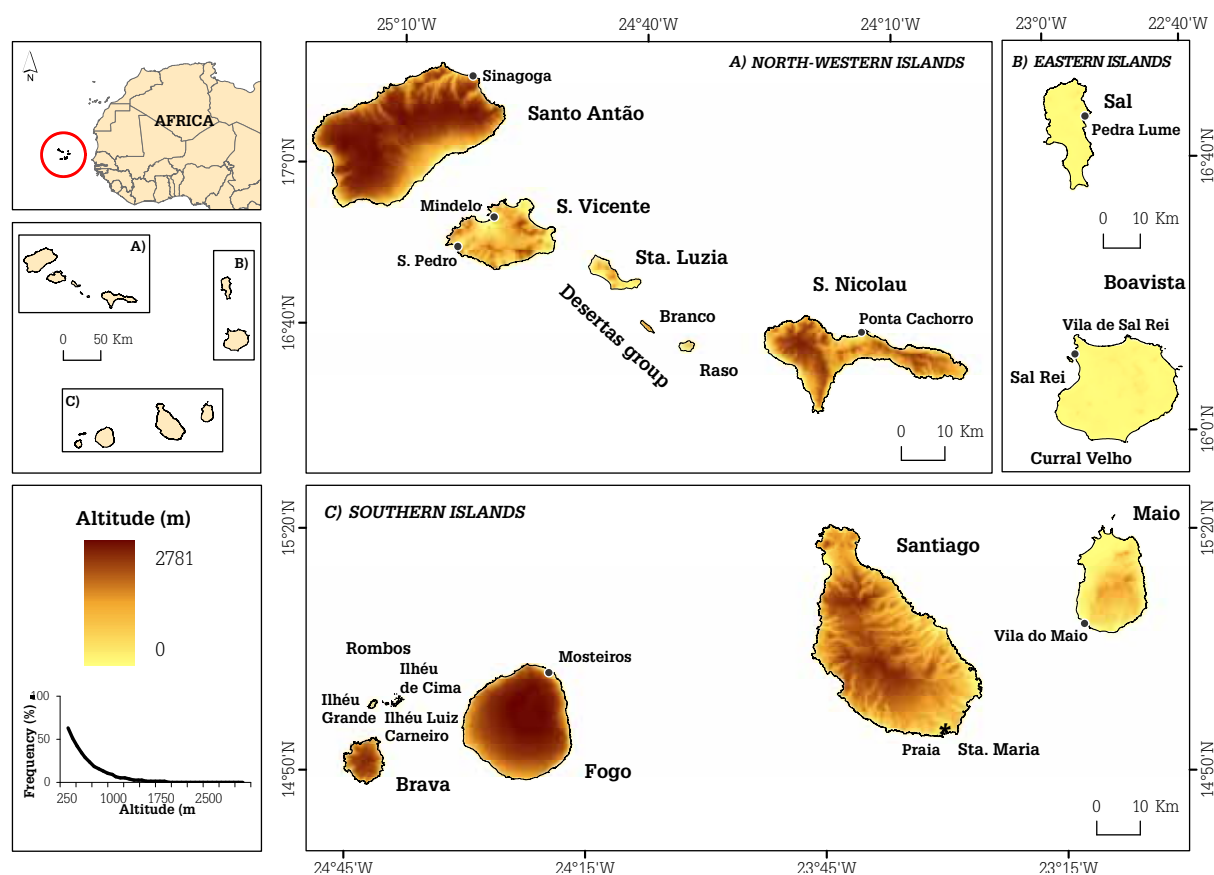 25°10'W
24°40'W
24°10'W
23°0'W
22°40'W
N
AFRICA
A)
B)
0 50 Km
C)
A) NORTH-WESTERN ISLANDS
Sinagoga
Santo Antão
Mindelo
S. Vicente
S. Pedro
Sta. Luzia
Desertas group
Branco
Raso
S. Nicolau
Ponta Cachorro
0 10 Km
17°0'N
16°40'N
B) EASTERN ISLANDS
Sal
Pedra Lume
0 10 Km
Boavista
Vila de Sal Rei
Sal Rei
Curral Velho
16°40'N
16°0'N
Altitude (m)
2781
0
Frequency (%)
100
50
0
250 1000 1750 2500
Altitude (m
C) SOUTHERN ISLANDS
15°20'N
14°50'N
Rombos
Ilhéu
de Cima
Ilhéu
Grande
Ilhéu Luiz
Carneiro
Brava
Mosteiros
Fogo
Santiago
Praia
*
Sta. Maria
Maio
Vila do Maio
0 10 Km
15°20'N
14°50'N
24°45'W
24°15'W
23°45'W
23°15'W